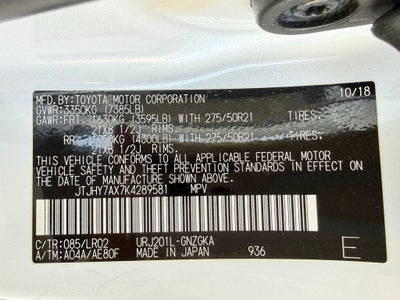 MFD.BY:TOYOTA MOTOR CORPORATION 10/18
GVWR:3350KG (7385LB)
GAWR:FRT. 1630KG (3595LB) WITH 275/50R21 TIRES,
21X8 1/2J RIMS,
RR. (4300LB) WITH 275/50R21 TIRES,
21X8 1/2J RIMS,
THIS VEHICLE CONFORMS TO ALL APPLICABLE FEDERAL MOTOR
VEHICLE SAFETY AND THEFT PREVENTION STANDARDS IN
EFFECT ON THE DATE OF MANUFACTURE SHOWN ABOVE.
JTJHY7AX7K4289581 MPV
C/TR:085/LR02 URJ201L-GNZGKA
A/TM:A04A/AE80F MADE IN JAPAN 936 E